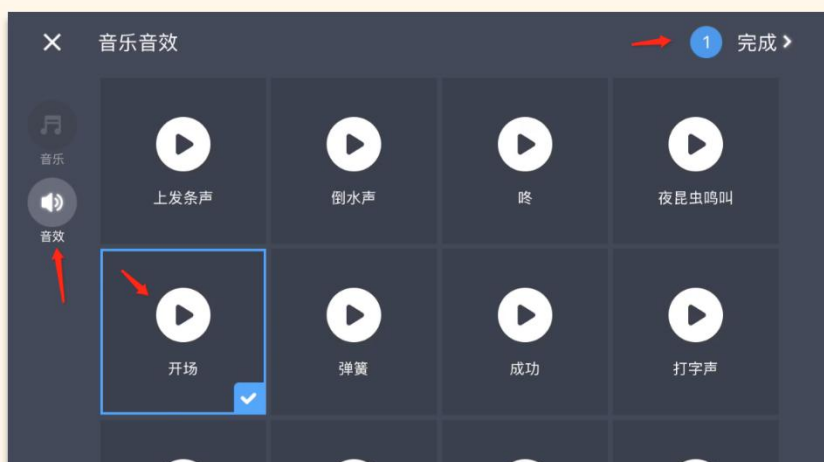 音乐音效
1 完成
音乐
音效
上发条声 倒水声 咚 夜昆虫鸣叫
开场 弹簧 成功 打字声